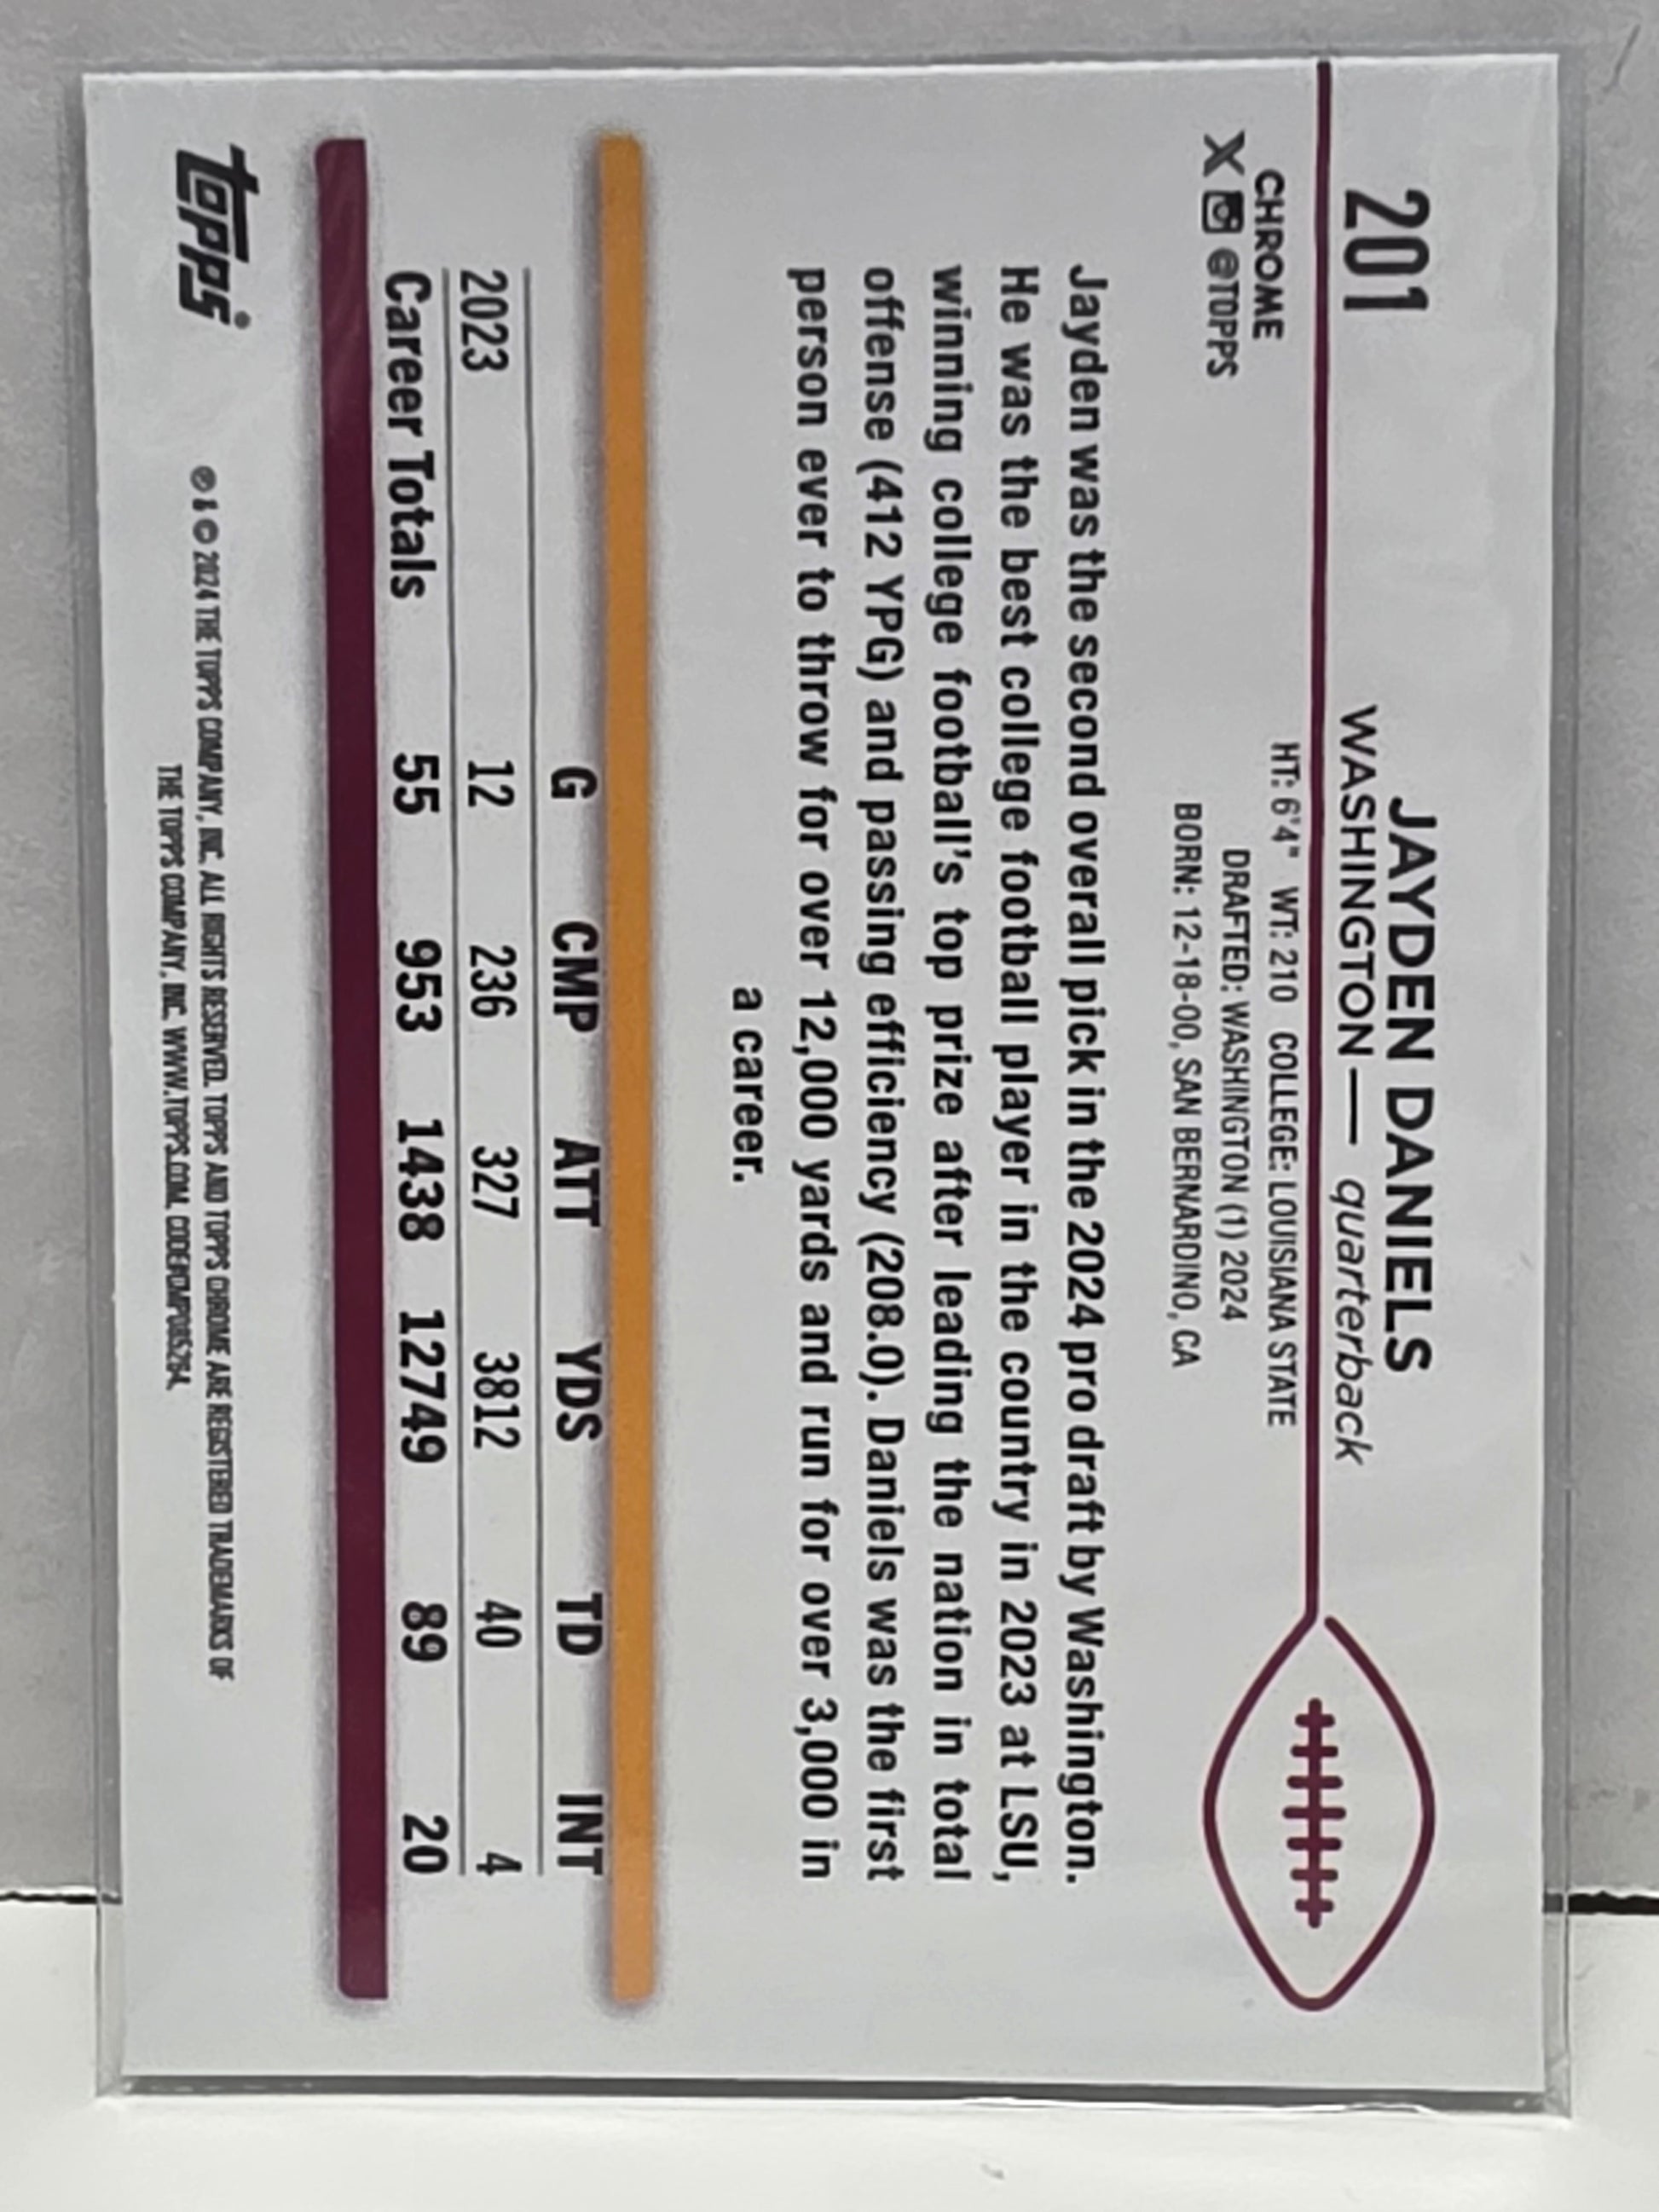 201
JAYDEN DANIELS
WASHINGTON — quarterback
CHROME
X @TOPPS
HT: 6'4" WT: 210 COLLEGE: LOUISIANA STATE
DRAFTED: WASHINGTON (1) 2024
BORN: 12-18-00, SAN BERNARDINO, CA
Jayden was the second overall pick in the 2024 pro draft by Washington.
He was the best college football player in the country in 2023 at LSU,
winning college football's top prize after leading the nation in total
offense (412 YPG) and passing efficiency (208.0). Daniels was the first
person ever to throw for over 12,000 yards and run for over 3,000 in
a career.
G CMP ATT YDS TD INT
2023 12 236 327 3812 40 4
Career Totals 55 953 1438 12749 89 20
topps
℗ & © 2024 THE TOPPS COMPANY, INC. ALL RIGHTS RESERVED. TOPPS AND TOPPS CHROME ARE REGISTERED TRADEMARKS OF
THE TOPPS COMPANY, INC. WWW.TOPPS.COM.